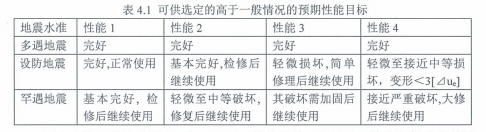 表 4.1 可供选定的高于一般情况的预期性能目标
地震水准 性能 1 性能 2 性能 3 性能 4
多遇地震 完好 完好 完好 完好
设防地震 完好,正常使用 基本完好,检修后继续使用 轻微损坏,简单修理后继续使用 轻微至接近中等损坏，变形<3[⊿ue]
罕遇地震 基本完好，检修后继续使用 轻微至中等破坏,修复后继续使用 其破坏需加固后继续使用 接近严重破坏,大修后继续使用